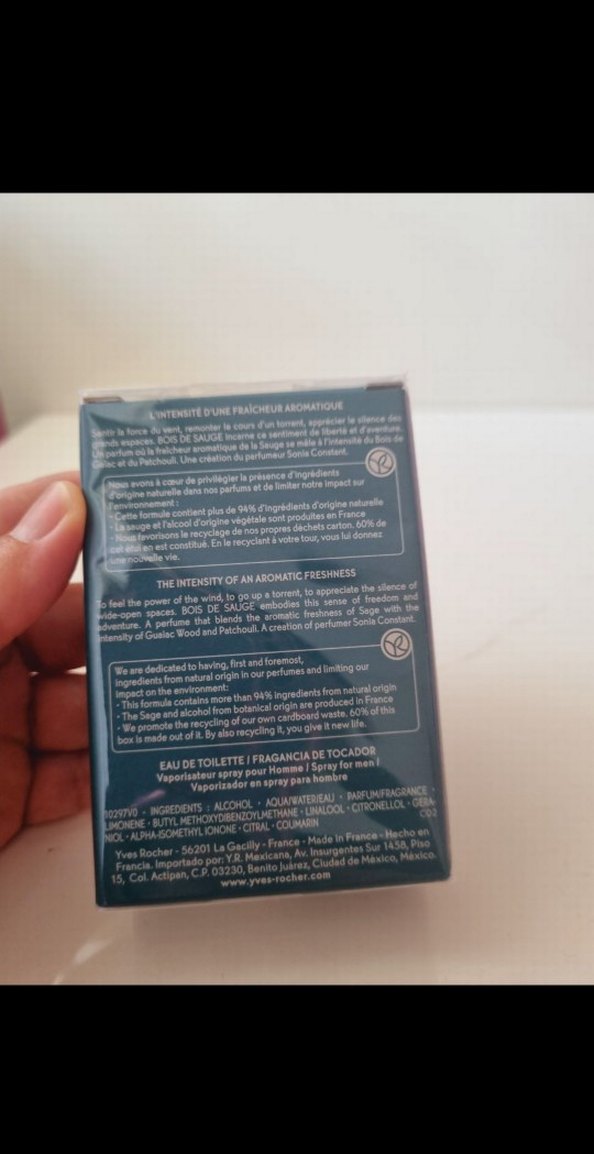 L'INTENSITÉ D'UNE FRAÎCHEUR AROMATIQUE
Sentir la force du vent, remonter le cours d'un torrent, apprécier le silence des
grands espaces. BOIS DE SAUGE incarne ce sentiment de liberté et d'aventure.
Un parfum où la fraîcheur aromatique de la Sauge se mêle à l'intensité du Bois de
Gaïac et du Patchouli. Une création du perfumeur Sonia Constant.
Nous avons à cœur de privilégier la présence d'ingrédients
d'origine naturelle dans nos parfums et de limiter notre impact sur
l'environnement :
- Cette formule contient plus de 94% d'ingrédients d'origine naturelle
- La sauge et l'alcool d'origine végétale sont produites en France
- Nous favorisons le recyclage de nos propres déchets carton. 60% de
cet étui en est constitué. En le recyclant à votre tour, vous lui donnez
une nouvelle vie.
THE INTENSITY OF AN AROMATIC FRESHNESS
To feel the power of the wind, to go up a torrent, to appreciate the silence of
wide-open spaces. BOIS DE SAUGE embodies this sense of freedom and
adventure. A perfume that blends the aromatic freshness of Sage with the
intensity of Guaiac Wood and Patchouli. A creation of perfumer Sonia Constant.
We are dedicated to having, first and foremost,
ingredients from natural origin in our perfumes and limiting our
impact on the environment:
- This formula contains more than 94% ingredients from natural origin
- The Sage and alcohol from botanical origin are produced in France
- We promote the recycling of our own cardboard waste. 60% of this
box is made out of it. By also recycling it, you give it new life.
EAU DE TOILETTE / FRAGANCIA DE TOCADOR
Vaporisateur spray pour Homme / Spray for men /
Vaporizador en spray para hombre
10297V0 - INGREDIENTS : ALCOHOL · AQUA/WATER/EAU · PARFUM/FRAGRANCE ·
LIMONENE · BUTYL METHOXYDIBENZOYLMETHANE · LINALOOL · CITRONELLOL · GERA-
NIOL · ALPHA-ISOMETHYL IONONE · CITRAL · COUMARIN C02
Yves Rocher - 56201 La Gacilly - France - Made in France - Hecho en
Francia. Importado por: Y.R. Mexicana, Av. Insurgentes Sur 1458, Piso
15, Col. Actipan, C.P. 03230, Benito Juárez, Ciudad de México, México.
www.yves-rocher.com